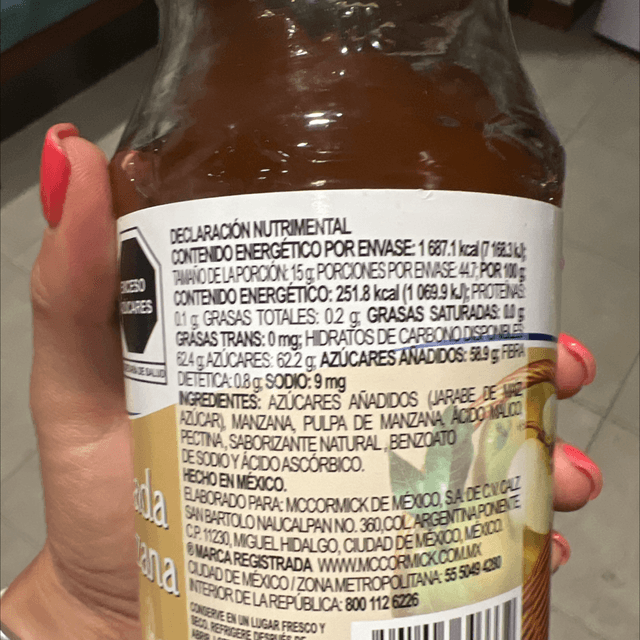 DECLARACIÓN NUTRIMENTAL
CONTENIDO ENERGÉTICO POR ENVASE: 1 687.1 kcal (7 168.3 kJ);
TAMAÑO DE LA PORCIÓN: 15 g; PORCIONES POR ENVASE: 44.7; POR 100 g:
CONTENIDO ENERGÉTICO: 251.8 kcal (1 069.9 kJ); PROTEÍNAS:
0.1 g; GRASAS TOTALES: 0.2 g; GRASAS SATURADAS: 0.0 g;
GRASAS TRANS: 0 mg; HIDRATOS DE CARBONO DISPONIBLES:
62.4 g; AZÚCARES: 62.2 g; AZÚCARES AÑADIDOS: 58.9 g; FIBRA
DIETÉTICA: 0.8 g; SODIO: 9 mg
INGREDIENTES: AZÚCARES AÑADIDOS (JARABE DE MAÍZ,
AZÚCAR), MANZANA, PULPA DE MANZANA, ÁCIDO MÁLICO,
PECTINA, SABORIZANTE NATURAL, BENZOATO
DE SODIO Y ÁCIDO ASCÓRBICO.
HECHO EN MÉXICO.
ELABORADO PARA: MCCORMICK DE MÉXICO, S.A. DE C.V. CALZ.
SAN BARTOLO NAUCALPAN NO. 360, COL. ARGENTINA PONIENTE,
C.P. 11230, MIGUEL HIDALGO, CIUDAD DE MÉXICO, MÉXICO.
® MARCA REGISTRADA WWW.MCCORMICK.COM.MX
CIUDAD DE MÉXICO / ZONA METROPOLITANA: 55 5049 4280
INTERIOR DE LA REPÚBLICA: 800 112 6226
CONSERVE EN UN LUGAR FRESCO Y
SECO. REFRIGERE DESPUÉS DE
EXCESO
AZÚCARES
SECRETARÍA DE SALUD
ada
zana